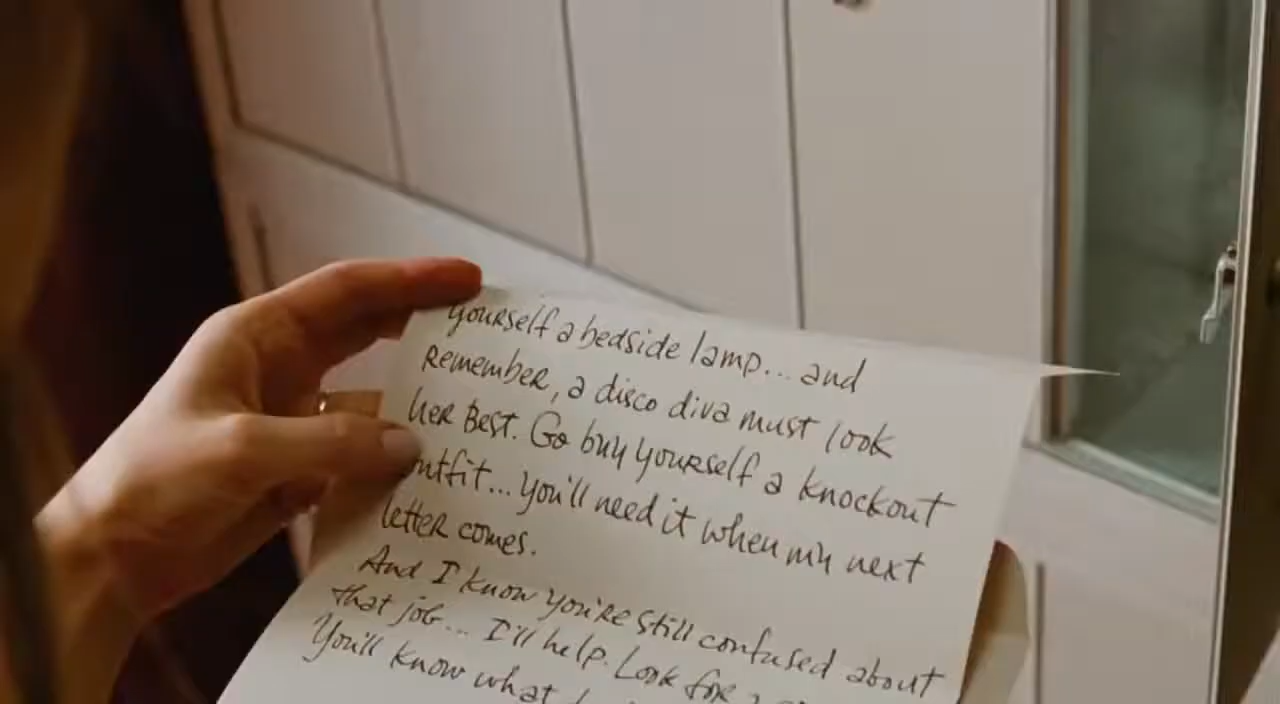 yourself a bedside lamp... and
remember, a disco diva must look
her best. Go buy yourself a knockout
outfit... you'll need it when my next
letter comes.
And I know you're still confused about
that job... I'll help. Look for a
You'll know what